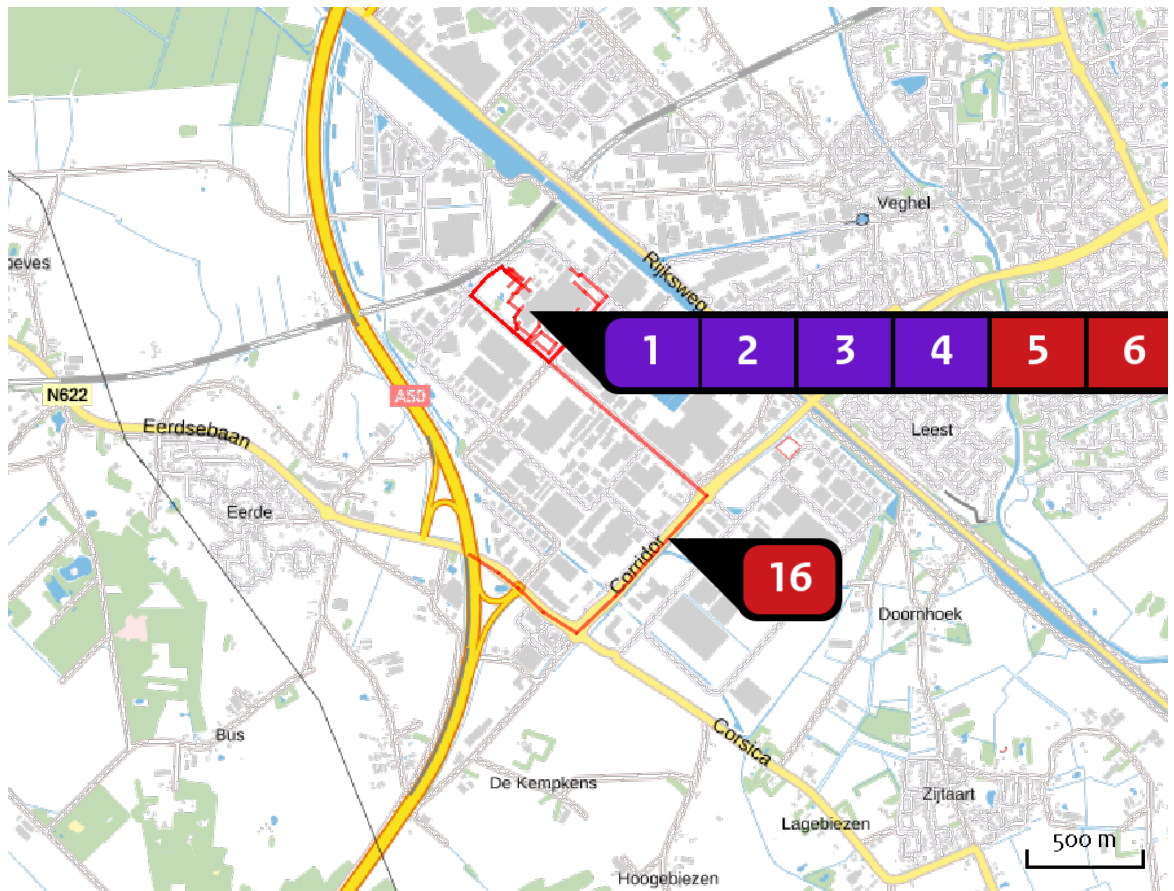 Veghel
oeves
Rijksweg
1 2 3 4 5 6
N622
A50
Eerdsebaan
Leest
Eerde
Corridor
16
Doornhoek
Bus
Corsica
De Kempkens
Zijtaart
Lagebiezen
500 m
Hoogebiezen